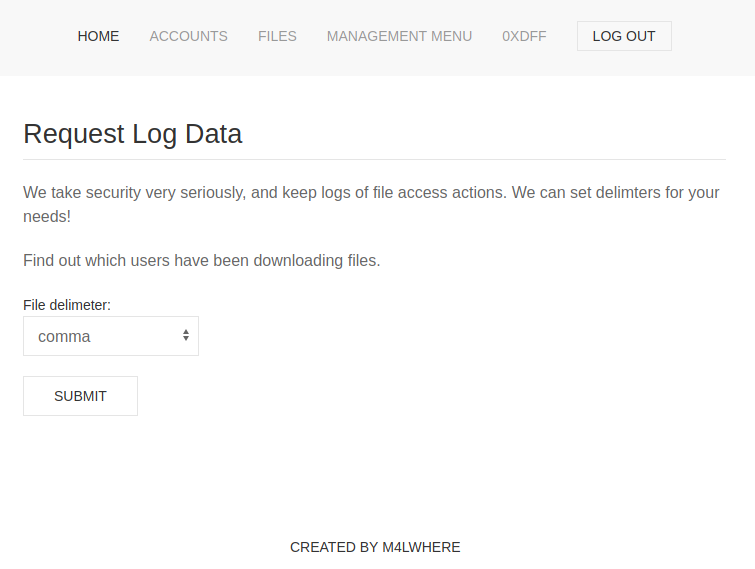 HOME ACCOUNTS FILES MANAGEMENT MENU 0XDFF LOG OUT
Request Log Data
We take security very seriously, and keep logs of file access actions. We can set delimters for your
needs!
Find out which users have been downloading files.
File delimeter:
comma
SUBMIT
CREATED BY M4LWHERE